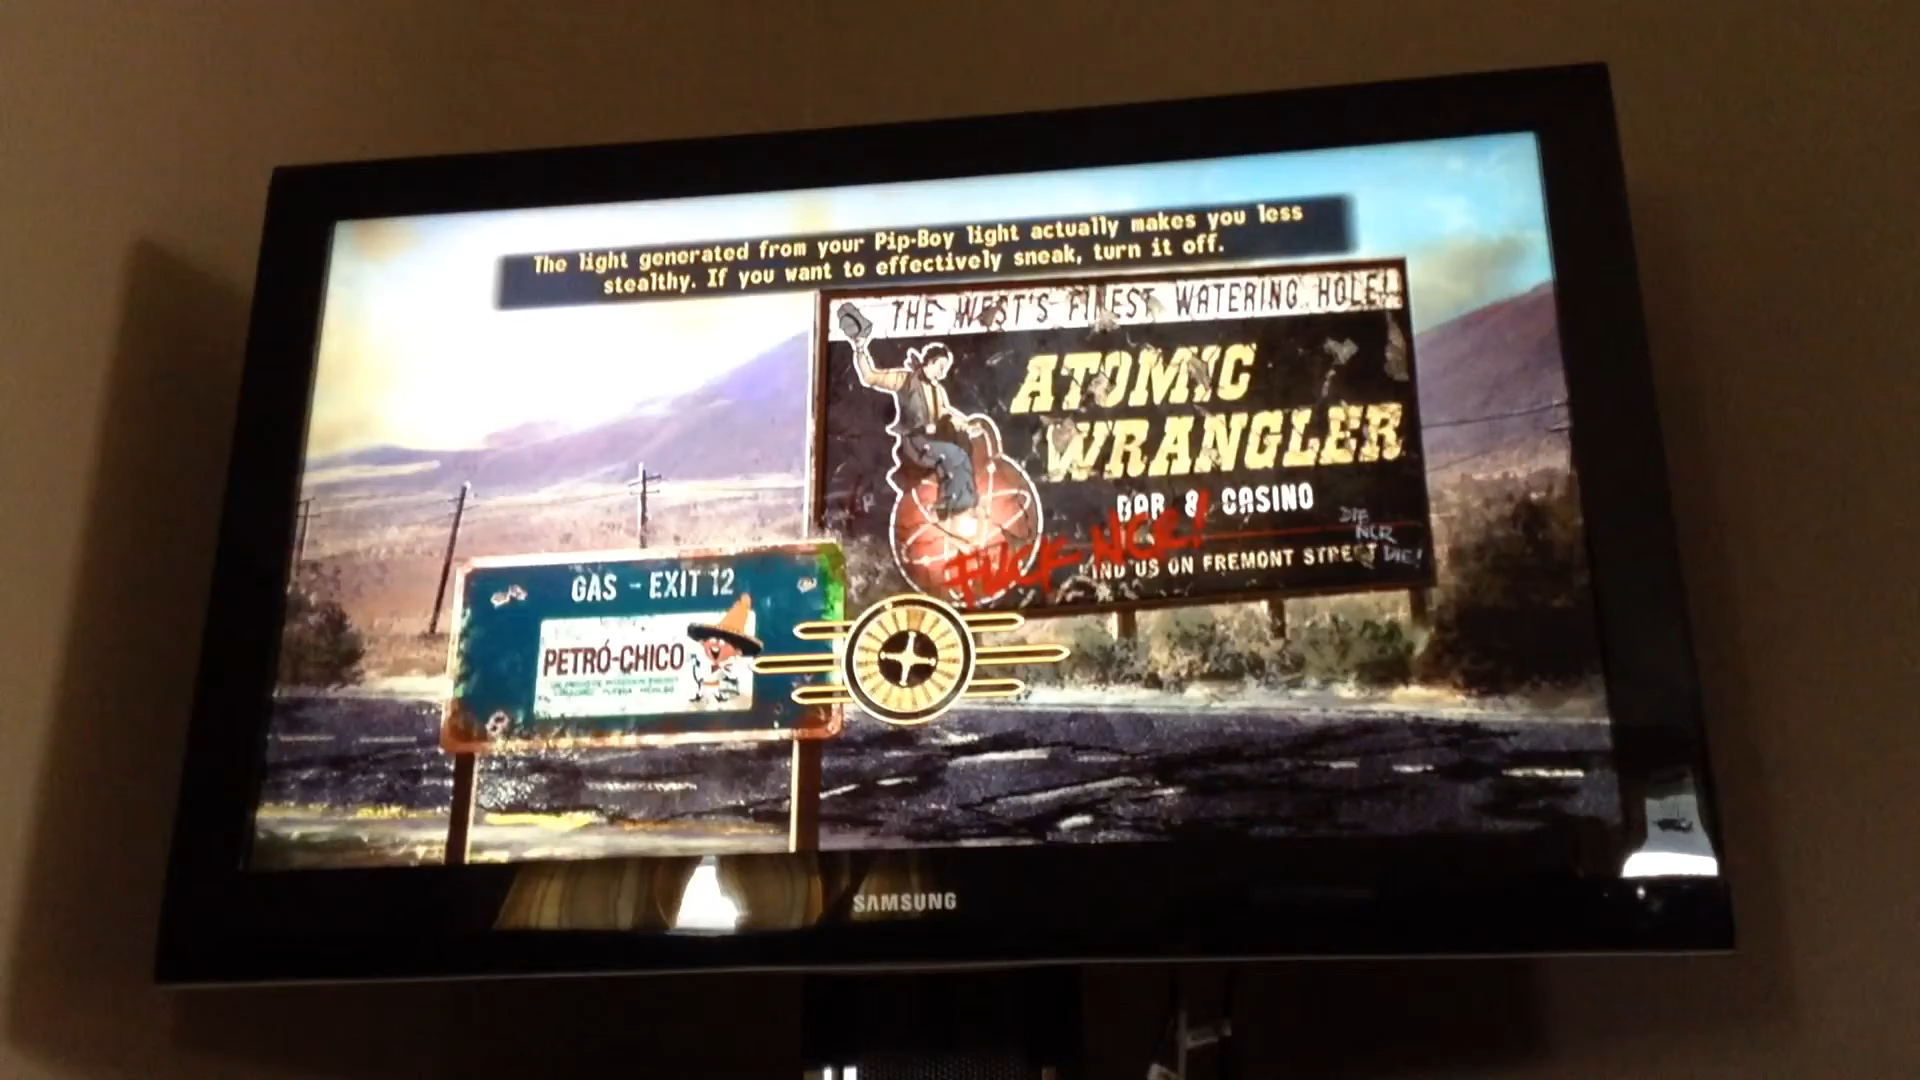 The light generated from your Pip-Boy light actually makes you less
stealthy. If you want to effectively sneak, turn it off.
THE WEST'S FINEST WATERING HOLE!
ATOMIC
WRANGLER
BAR & CASINO
FUCK NCR!
DIE
NCR
DIE!
FIND US ON FREMONT STREET
GAS - EXIT 12
PETRÓ-CHICO
SAMSUNG